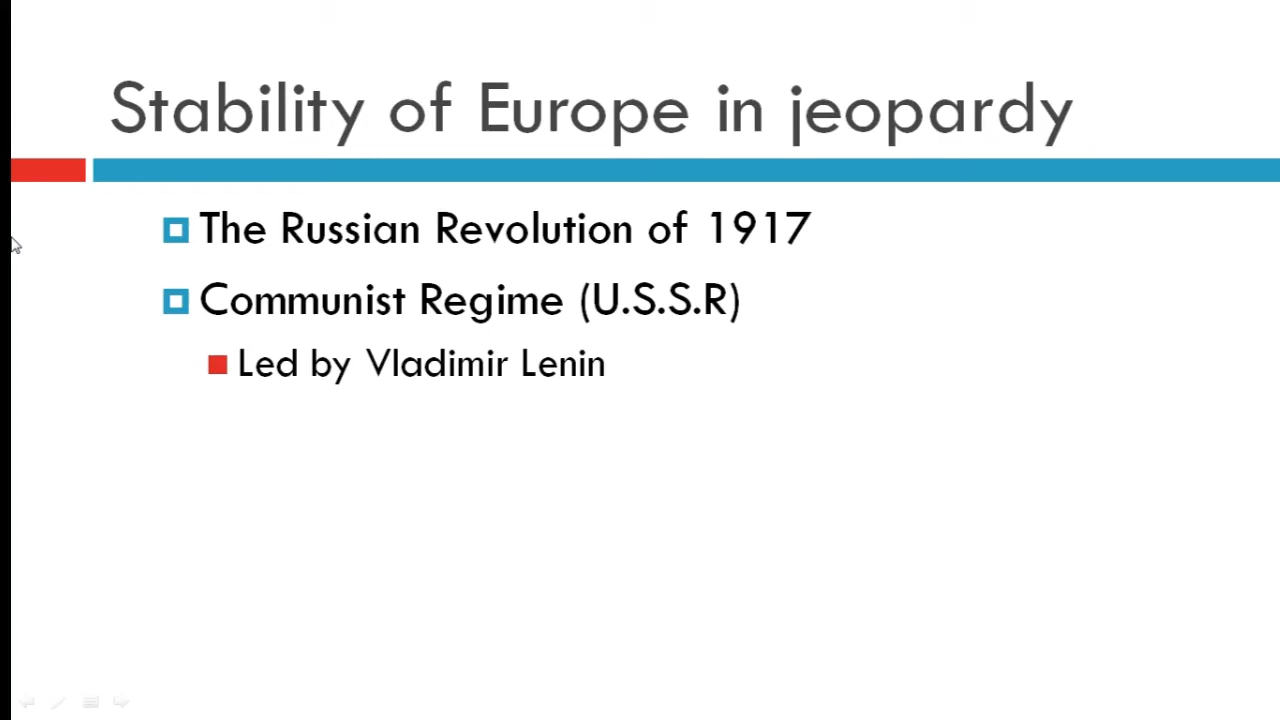 Stability of Europe in jeopardy
The Russian Revolution of 1917
Communist Regime (U.S.S.R)
Led by Vladimir Lenin